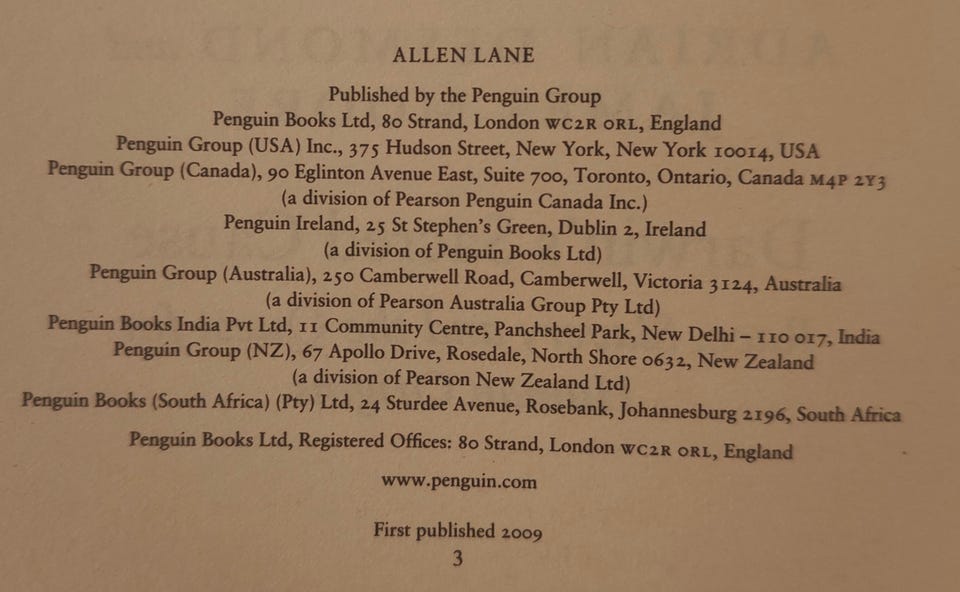 ALLEN LANE
Published by the Penguin Group
Penguin Books Ltd, 80 Strand, London WC2R ORL, England
Penguin Group (USA) Inc., 375 Hudson Street, New York, New York 10014, USA
Penguin Group (Canada), 90 Eglinton Avenue East, Suite 700, Toronto, Ontario, Canada M4P 2Y3
(a division of Pearson Penguin Canada Inc.)
Penguin Ireland, 25 St Stephen's Green, Dublin 2, Ireland
(a division of Penguin Books Ltd)
Penguin Group (Australia), 250 Camberwell Road, Camberwell, Victoria 3124, Australia
(a division of Pearson Australia Group Pty Ltd)
Penguin Books India Pvt Ltd, 11 Community Centre, Panchsheel Park, New Delhi – 110 017, India
Penguin Group (NZ), 67 Apollo Drive, Rosedale, North Shore 0632, New Zealand
(a division of Pearson New Zealand Ltd)
Penguin Books (South Africa) (Pty) Ltd, 24 Sturdee Avenue, Rosebank, Johannesburg 2196, South Africa
Penguin Books Ltd, Registered Offices: 80 Strand, London WC2R ORL, England
www.penguin.com
First published 2009
3